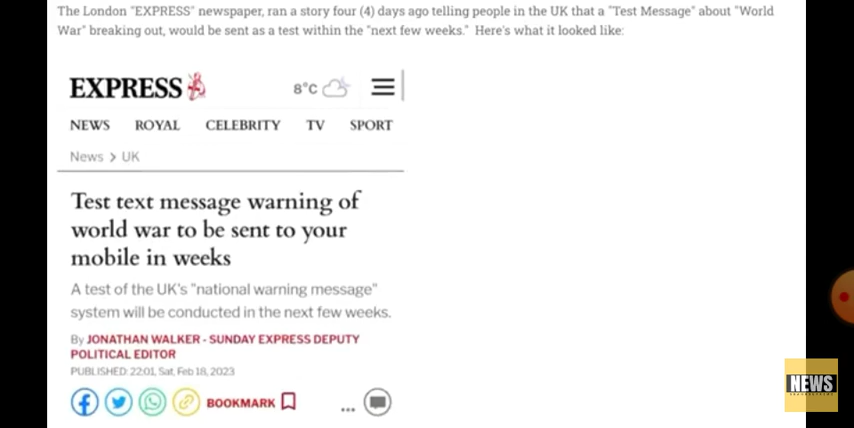 The London "EXPRESS" newspaper, ran a story four (4) days ago telling people in the UK that a "Test Message" about "World
War" breaking out, would be sent as a test within the "next few weeks." Here's what it looked like:
EXPRESS
8°C
NEWS ROYAL CELEBRITY TV SPORT
News > UK
Test text message warning of
world war to be sent to your
mobile in weeks
A test of the UK's "national warning message"
system will be conducted in the next few weeks.
By JONATHAN WALKER - SUNDAY EXPRESS DEPUTY
POLITICAL EDITOR
PUBLISHED: 22:01, Sat, Feb 18, 2023
BOOKMARK ...
NEWS